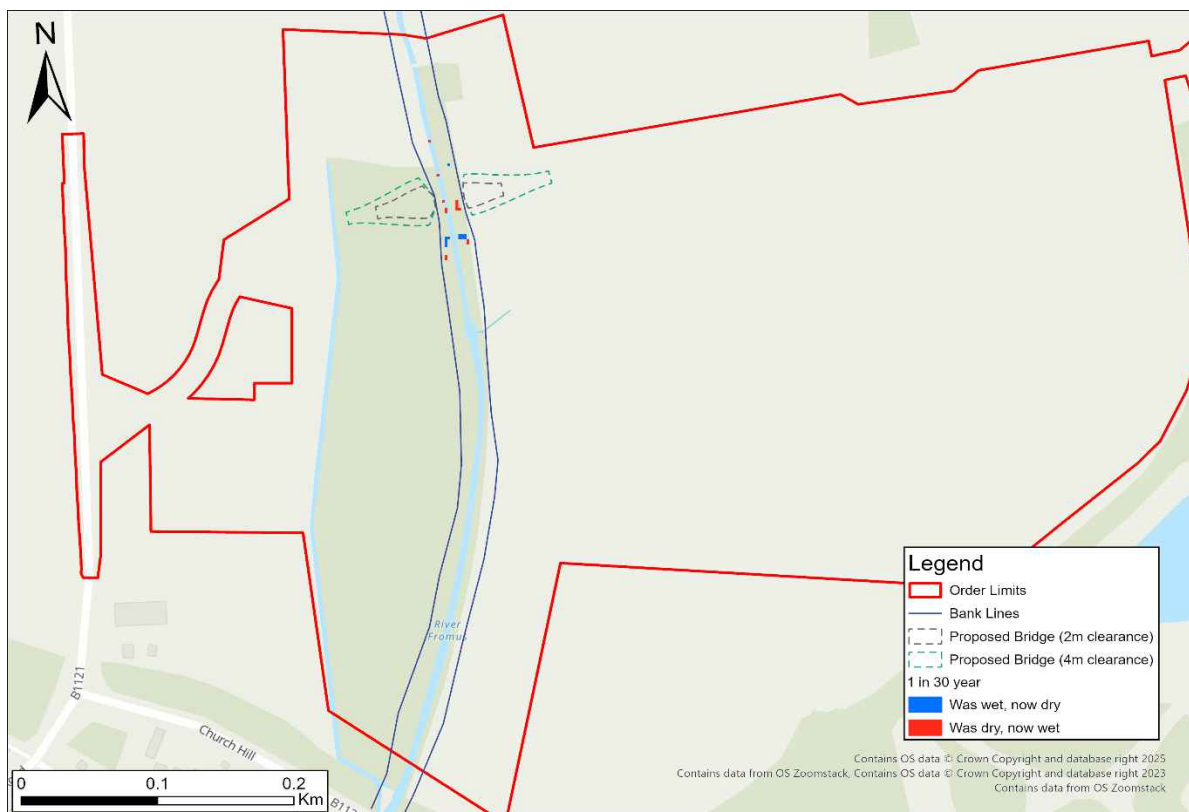 N
River
Fromus
B1121
Church Hill
0 0.1 0.2
Km
Legend
Order Limits
Bank Lines
Proposed Bridge (2m clearance)
Proposed Bridge (4m clearance)
1 in 30 year
Was wet, now dry
Was dry, now wet
Contains OS data © Crown Copyright and database right 2025
Contains data from OS Zoomstack, Contains OS data © Crown Copyright and database right 2023
Contains data from OS Zoomstack